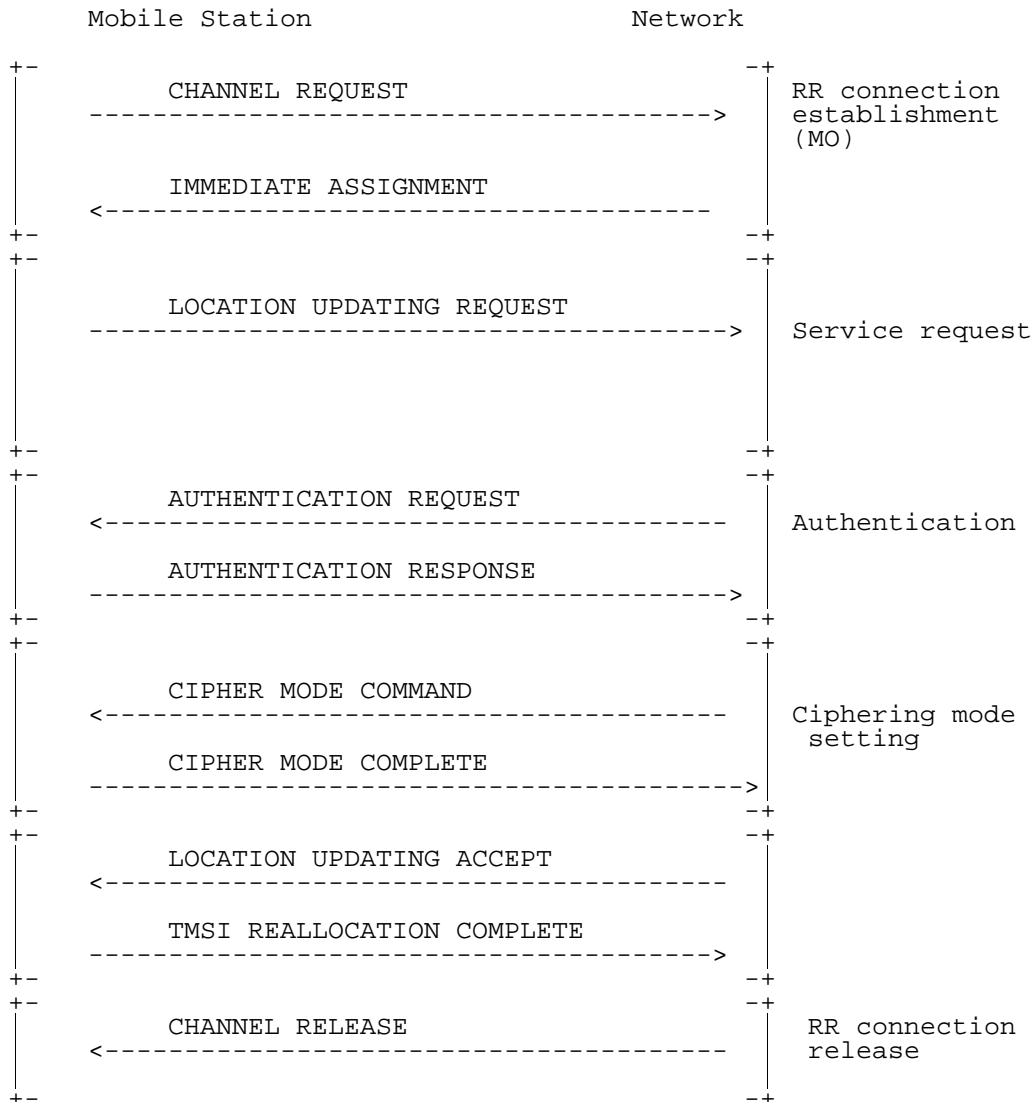 Mobile Station Network
CHANNEL REQUEST
RR connection
establishment
(MO)
IMMEDIATE ASSIGNMENT
LOCATION UPDATING REQUEST
Service request
AUTHENTICATION REQUEST
Authentication
AUTHENTICATION RESPONSE
CIPHER MODE COMMAND
Ciphering mode
setting
CIPHER MODE COMPLETE
LOCATION UPDATING ACCEPT
TMSI REALLOCATION COMPLETE
CHANNEL RELEASE
RR connection
release